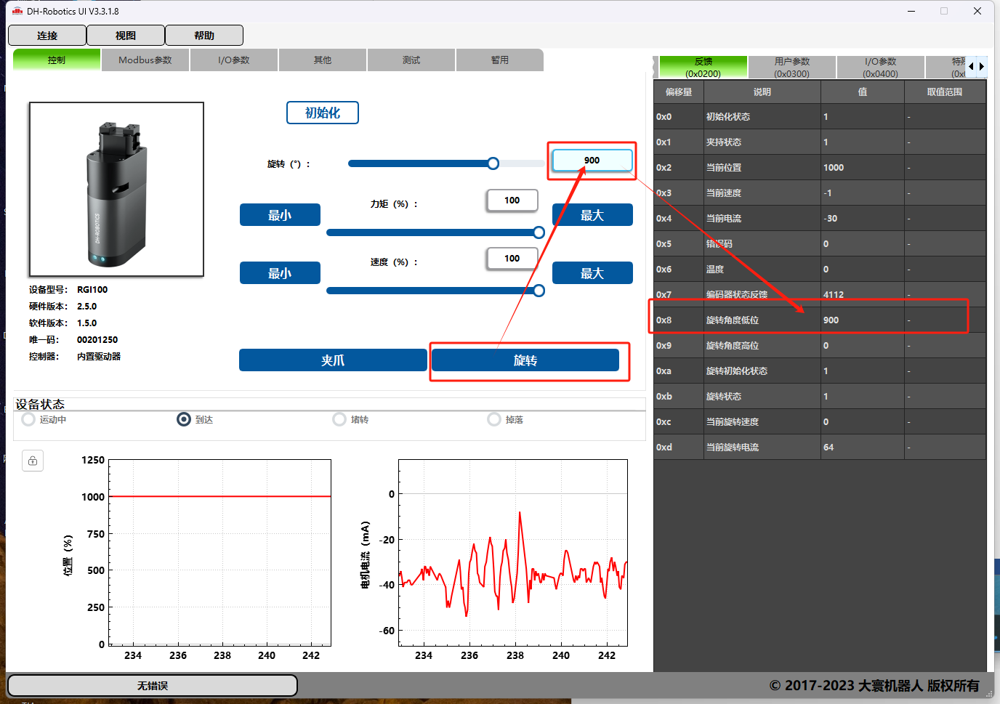 DH-Robotics UI V3.3.1.8
连接 视图 帮助
控制 Modbus参数 I/O参数 其他 测试 暂用
初始化
旋转（°）: 900
力矩（%）: 100
最小 最大
速度（%）: 100
最小 最大
DH-ROBOTICS
设备型号: RGI100
硬件版本: 2.5.0
软件版本: 1.5.0
唯一码: 00201250
控制器: 内置驱动器
夹爪 旋转
设备状态
运动中 到达 堵转 掉落
位置（%）
1250
1000
750
500
250
0
234 236 238 240 242
电机电流（mA）
0
-20
-40
-60
234 236 238 240 242
反馈 用户参数 I/O参数
(0x0200) (0x0300) (0x0400)
偏移量 说明 值 取值范围
0x0 初始化状态 1 -
0x1 夹持状态 1 -
0x2 当前位置 1000 -
0x3 当前速度 -1 -
0x4 当前电流 -30 -
0x5 错误码 0 -
0x6 温度 0 -
0x7 编码器状态反馈 4112 -
0x8 旋转角度低位 900 -
0x9 旋转角度高位 0 -
0xa 旋转初始化状态 1 -
0xb 旋转状态 1 -
0xc 当前旋转速度 0 -
0xd 当前旋转电流 64 -
无错误
© 2017-2023 大寰机器人 版权所有